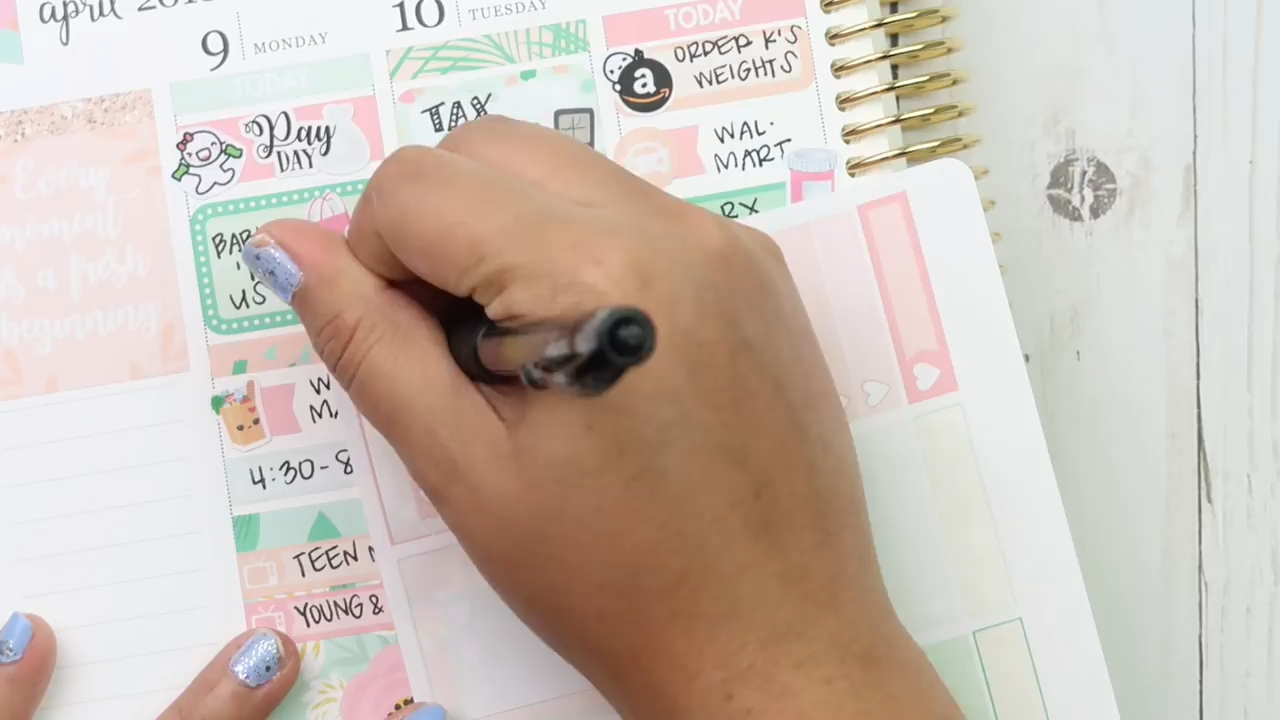 april
9 MONDAY
10 TUESDAY
TODAY
TODAY
Pay
DAY
TAX
a
ORDER K'S
WEIGHTS
WAL-
MART
RX
US
4:30-8
TEEN
YOUNG &
Every
moment
is a fresh
beginning